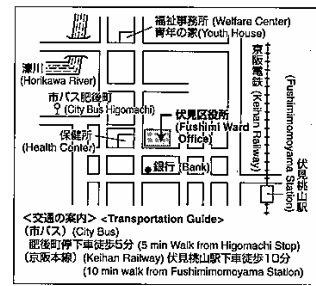 福祉事務所 (Welfare Center)
青年の家(Youth House)
濠川
(Horikawa River)
市バス肥後町
(City Bus Higomachi)
保健所
(Health Center)
伏見区役所
(Fushimi Ward
Office)
銀行 (Bank)
京阪電鉄 (Keihan Railway)
(Fushimimomoyama Station)
伏見桃山駅
<交通の案内> <Transportation Guide>
(市バス) (City Bus)
肥後町停下車徒歩5分 (5 min Walk from Higomachi Stop)
(京阪本線) (Keihan Railway) 伏見桃山駅下車徒歩10分
(10 min walk from Fushimimomoyama Station)